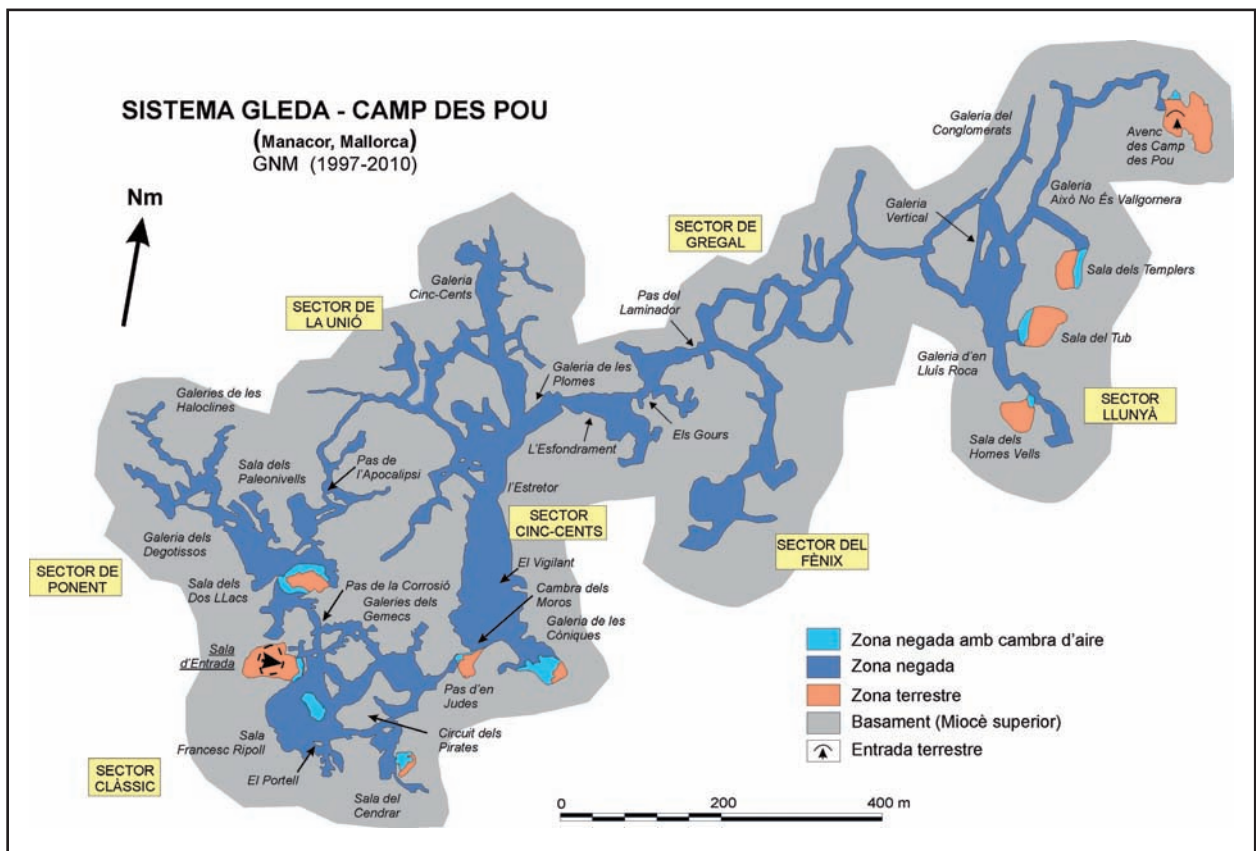 SISTEMA GLEDA - CAMP DES POU
(Manacor, Mallorca)
GNM (1997-2010)
Nm
Galeria del
Conglomerats
Avenc
des Camp
des Pou
Galeria
Això No És Vallgornera
Galeria
Vertical
SECTOR DE
GREGAL
Sala dels Templers
Galeria
Cinc-Cents
Pas del
Laminador
SECTOR DE
LA UNIÓ
Sala del Tub
Galeria d'en
Lluís Roca
Galeria de les
Plomes
SECTOR
LLUNYÀ
Galeries de les
Haloclines
L'Esfondrament
Els Gours
Sala dels
Homes Vells
Sala dels
Paleonivells
Pas de
l'Apocalipsi
l'Estretor
SECTOR
CINC-CENTS
Galeria dels
Degotissos
SECTOR DEL
FÈNIX
SECTOR DE
PONENT
Sala dels
Dos LLacs
Pas de la Corrosió
Galeries dels
Gemecs
El Vigilant
Cambra dels
Moros
Galeria de les
Còniques
Sala
d'Entrada
Pas d'en
Judes
Sala
Francesc Ripoll
Circuit dels
Pirates
El Portell
SECTOR
CLÀSSIC
Sala del
Cendrar
Zona negada amb cambra d'aire
Zona negada
Zona terrestre
Basament (Miocè superior)
Entrada terrestre
0 200 400 m